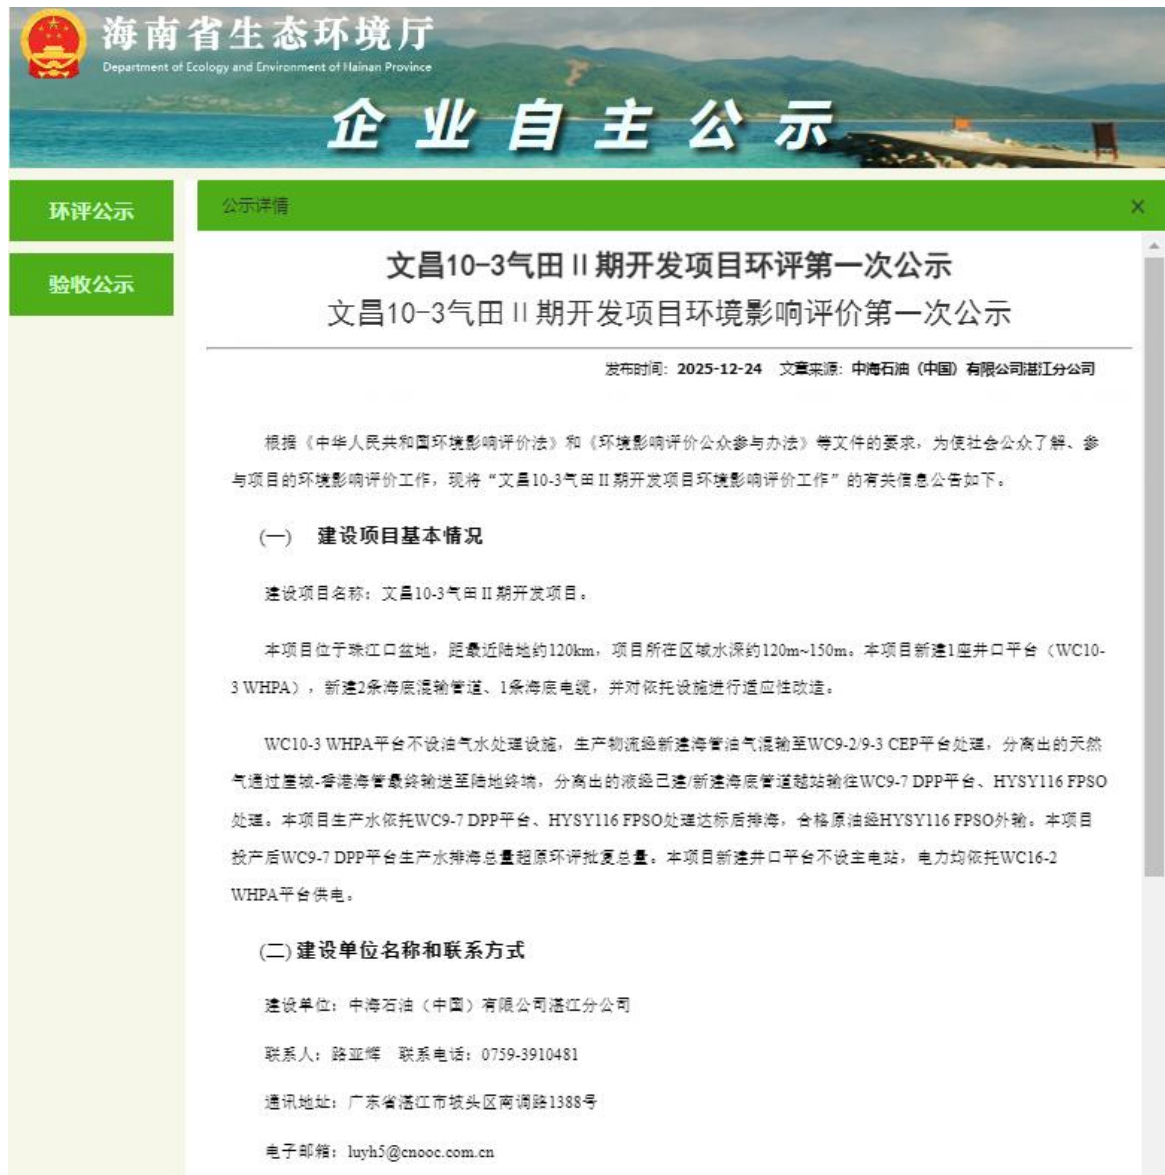 海南省生态环境厅
Department of Ecology and Environment of Hainan Province
企业自主公示
环评公示
验收公示
公示详情
×
文昌10-3气田Ⅱ期开发项目环评第一次公示
文昌10-3气田Ⅱ期开发项目环境影响评价第一次公示
发布时间：2025-12-24 文章来源：中海石油（中国）有限公司湛江分公司
根据《中华人民共和国环境影响评价法》和《环境影响评价公众参与办法》等文件的要求，为使社会公众了解、参
与项目的环境影响评价工作，现将“文昌10-3气田Ⅱ期开发项目环境影响评价工作”的有关信息公告如下。
(一) 建设项目基本情况
建设项目名称：文昌10-3气田Ⅱ期开发项目。
本项目位于珠江口盆地，距最近陆地约120km，项目所在区域水深约120m~150m。本项目新建1座井口平台（WC10-
3 WHPA），新建2条海底混输管道、1条海底电缆，并对依托设施进行适应性改造。
WC10-3 WHPA平台不设油气水处理设施，生产物流经新建海管油气混输至WC9-2/9-3 CEP平台处理，分离出的天然
气通过崖城-香港海管最终输送至陆地终端，分离出的液经已建/新建海底管道越站输往WC9-7 DPP平台、HYSY116 FPSO
处理。本项目生产水依托WC9-7 DPP平台、HYSY116 FPSO处理达标后排海，合格原油经HYSY116 FPSO外输。本项目
投产后WC9-7 DPP平台生产水排海总量超原环评批复总量。本项目新建井口平台不设主电站，电力均依托WC16-2
WHPA平台供电。
(二) 建设单位名称和联系方式
建设单位：中海石油（中国）有限公司湛江分公司
联系人：路亚辉 联系电话：0759-3910481
通讯地址：广东省湛江市坡头区南调路1388号
电子邮箱：luyh5@cnooc.com.cn